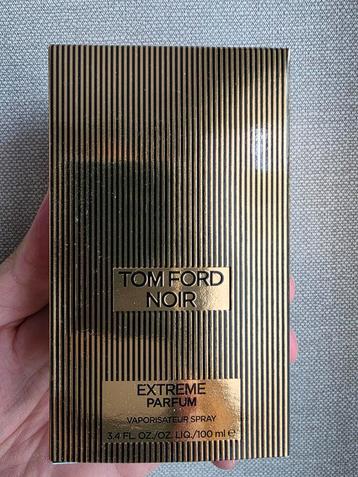 TOM FORD
NOIR
EXTREME
PARFUM
VAPORISATEUR SPRAY
3.4 FL. OZ./OZ. LIQ./100 ml ℮